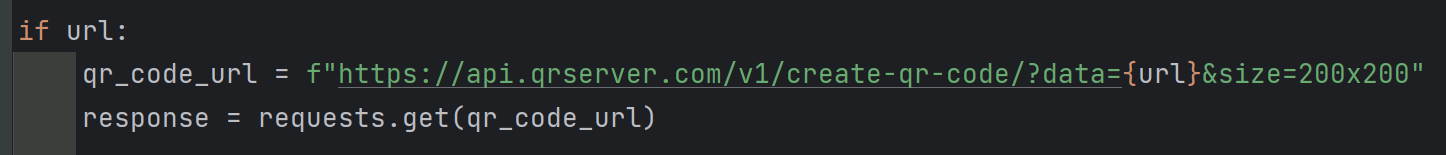 if url:
    qr_code_url = f"https://api.qrserver.com/v1/create-qr-code/?data={url}&size=200x200"
    response = requests.get(qr_code_url)